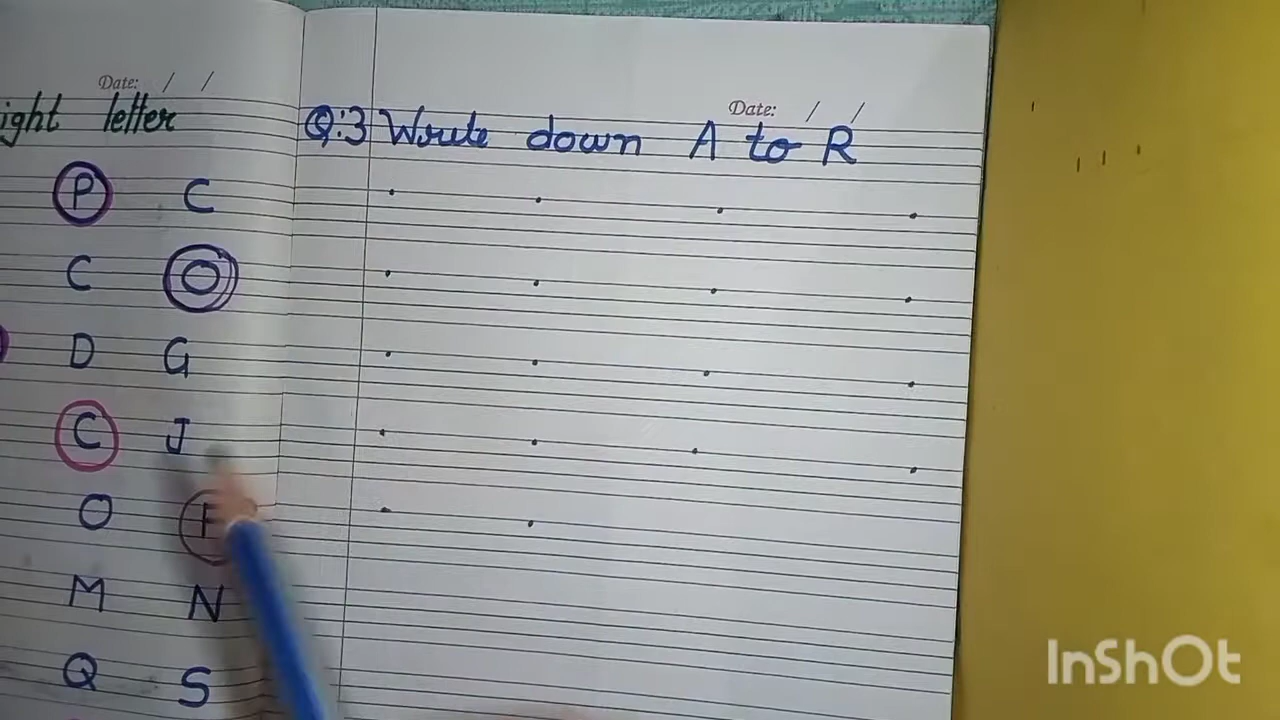 Date: / /
ight letter
P C
C O
D G
C J
O
M N
Q S
Date: / /
Q:3 Write down A to R
InShOt